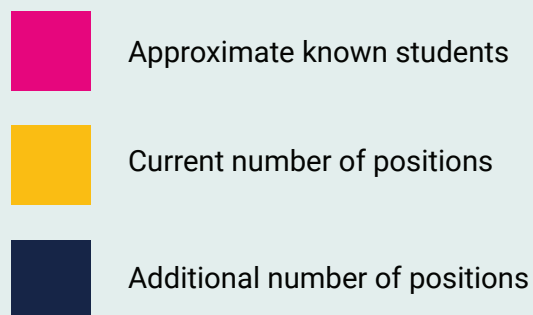 Approximate known students
Current number of positions
Additional number of positions